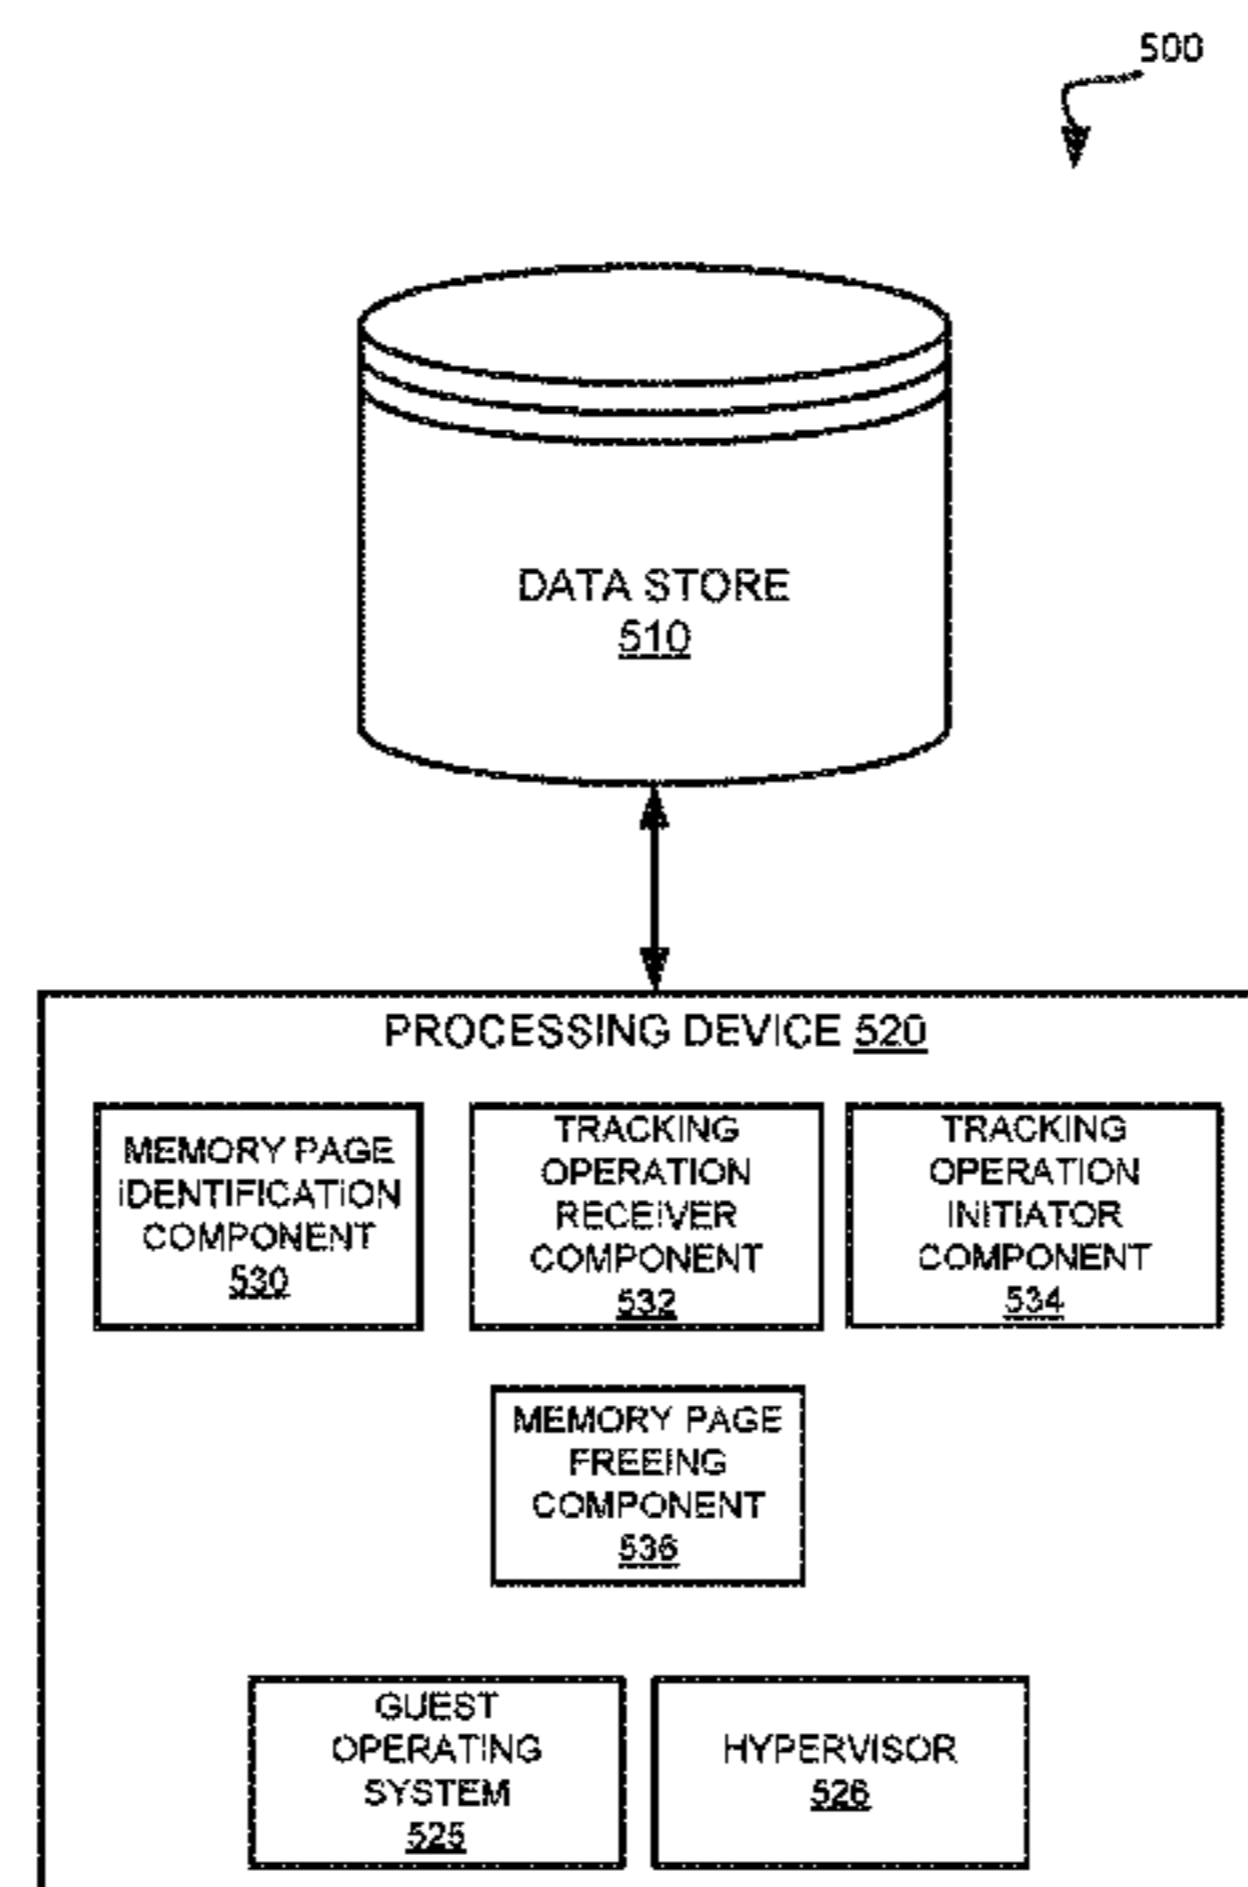 500
DATA STORE
510
PROCESSING DEVICE 520
MEMORY PAGE
IDENTIFICATION
COMPONENT
530
TRACKING
OPERATION
RECEIVER
COMPONENT
532
TRACKING
OPERATION
INITIATOR
COMPONENT
534
MEMORY PAGE
FREEING
COMPONENT
536
GUEST
OPERATING
SYSTEM
525
HYPERVISOR
526